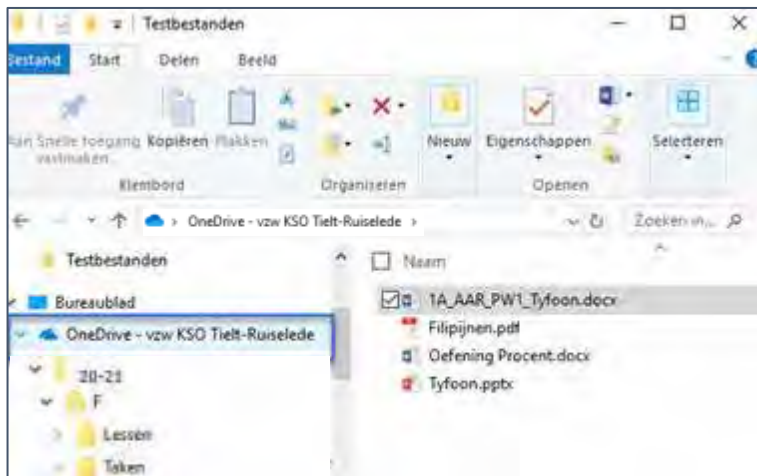 Testbestanden
Bestand Start Delen Beeld
Aan Snelle toegang vastmaken Kopiëren Plakken Nieuw Eigenschappen Selecteren
Klembord Organiseren Openen
OneDrive - vzw KSO Tielt-Ruiselede
Zoeken in...
Testbestanden
Bureaublad
OneDrive - vzw KSO Tielt-Ruiselede
20-21
F
Lessen
Taken
Naam
1A_AAR_PW1_Tyfoon.docx
Filipijnen.pdf
Oefening Procent.docx
Tyfoon.pptx